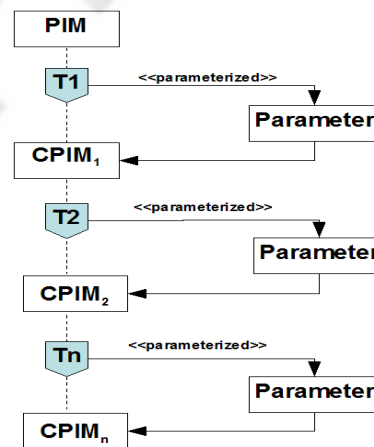 PIM
T1
<<parameterized>>
Parameter
CPIM₁
T2
<<parameterized>>
Parameter
CPIM₂
Tn
<<parameterized>>
Parameter
CPIMₙ